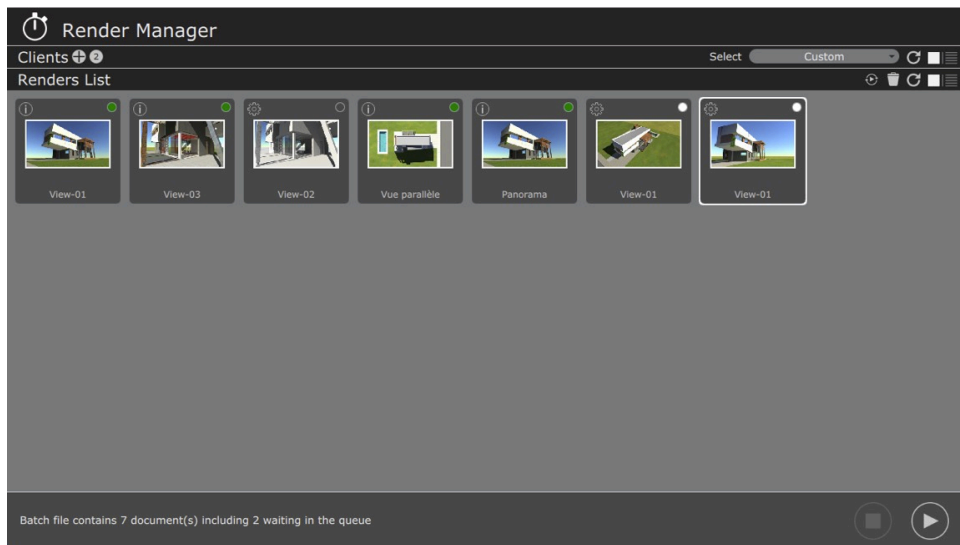 Render Manager
Clients 2
Select Custom
Renders List
View-01
View-03
View-02
Vue parallèle
Panorama
View-01
View-01
Batch file contains 7 document(s) including 2 waiting in the queue